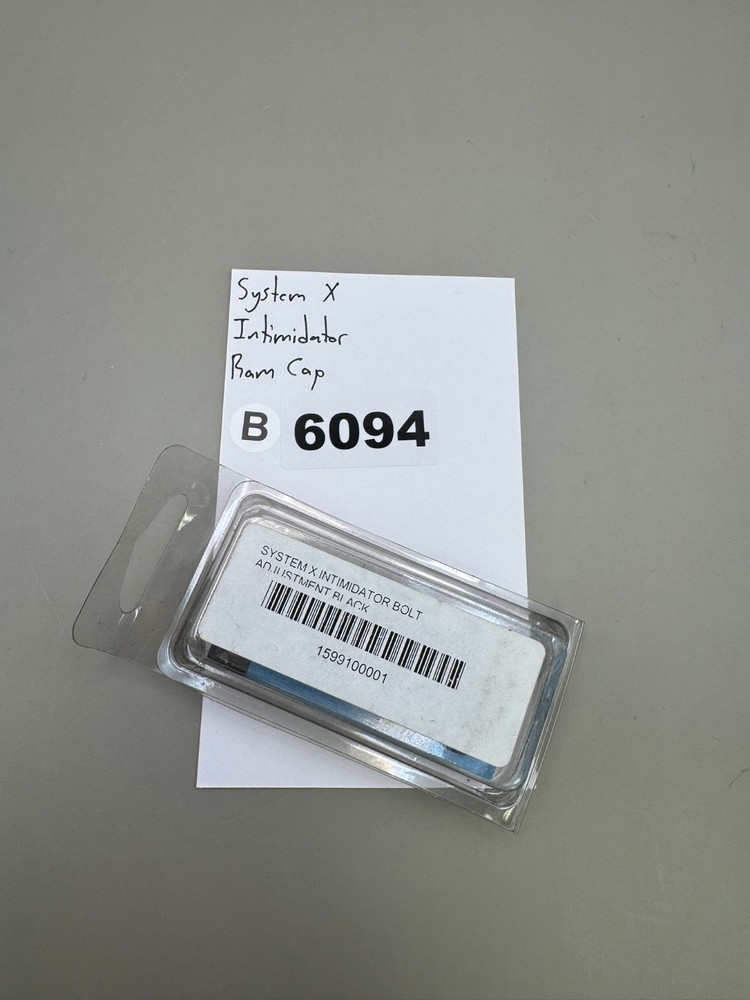 System X
Intimidator
Ram Cap
B 6094
SYSTEM X INTIMIDATOR BOLT
ADJUSTMENT BLACK
1599100001